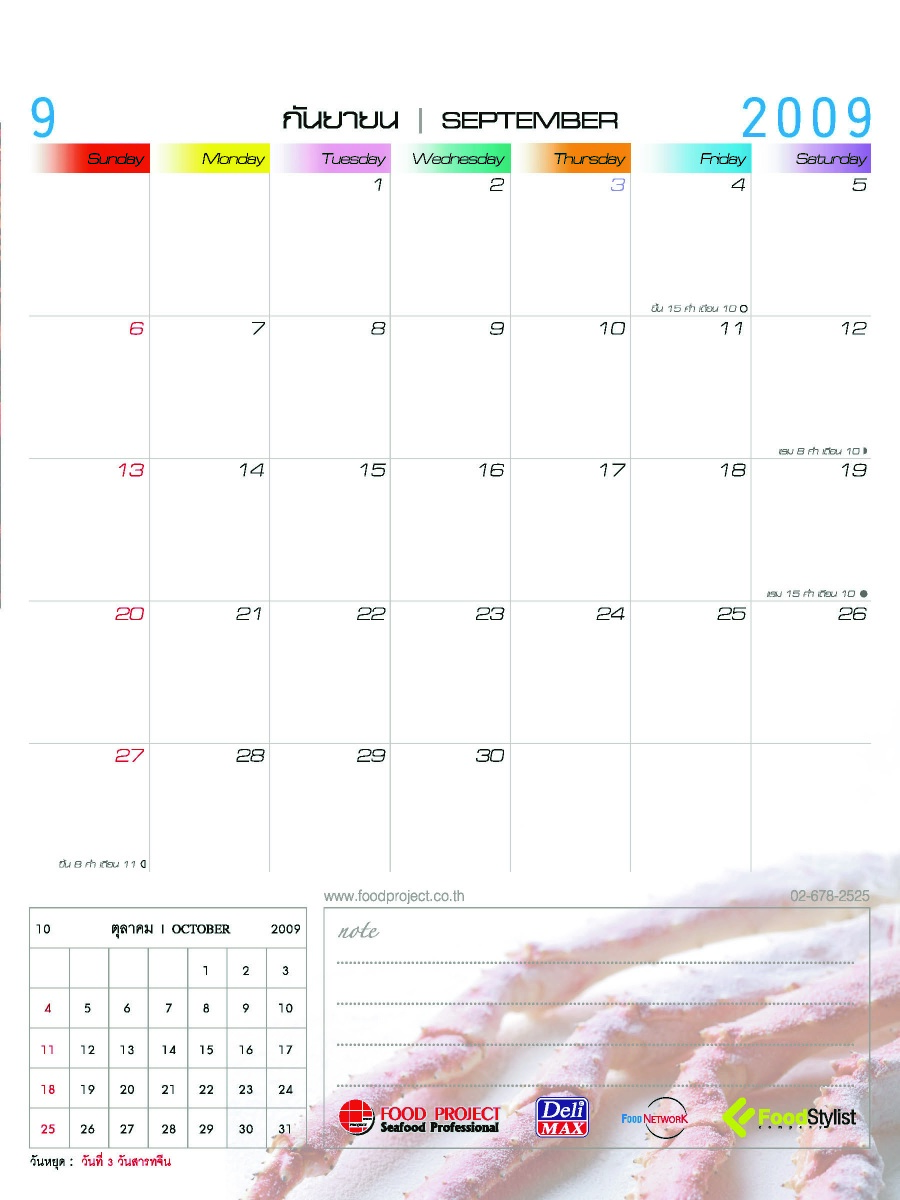 9 กันยายน | SEPTEMBER 2009
Sunday Monday Tuesday Wednesday Thursday Friday Saturday
1 2 3 4 5
ขึ้น 15 ค่ำ เดือน 10
6 7 8 9 10 11 12
แรม 8 ค่ำ เดือน 10
13 14 15 16 17 18 19
แรม 15 ค่ำ เดือน 10
20 21 22 23 24 25 26
27 28 29 30
ขึ้น 8 ค่ำ เดือน 11
www.foodproject.co.th 02-678-2525
10 ตุลาคม | OCTOBER 2009
1 2 3
4 5 6 7 8 9 10
11 12 13 14 15 16 17
18 19 20 21 22 23 24
25 26 27 28 29 30 31
note
FOOD PROJECT
Seafood Professional
Deli
MAX
FOOD NETWORK
FoodStylist
วันหยุด : วันที่ 3 วันสารทจีน